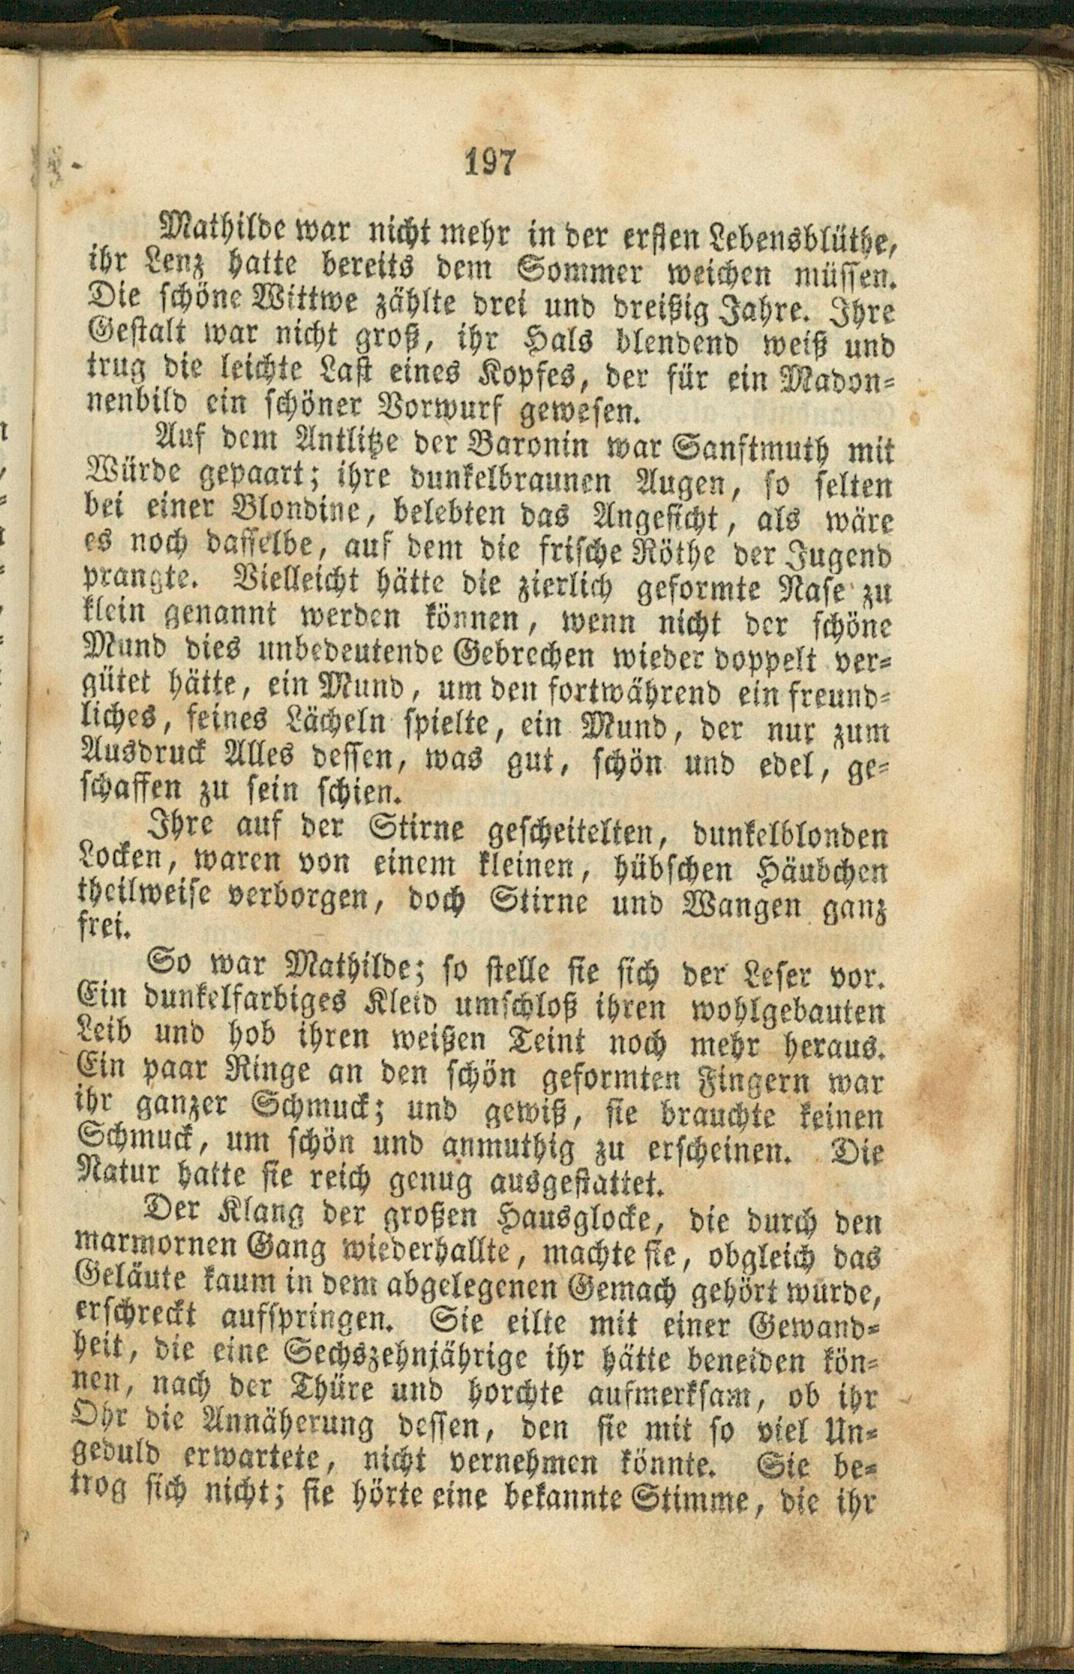 197
Mathilde war nicht mehr in der ersten Lebensblüthe,
ihr Lenz hatte bereits dem Sommer weichen müssen.
Die schöne Wittwe zählte drei und dreißig Jahre. Ihre
Gestalt war nicht groß, ihr Hals blendend weiß und
trug die leichte Last eines Kopfes, der für ein Madon-
nenbild ein schöner Vorwurf gewesen.
Auf dem Antlitze der Baronin war Sanftmuth mit
Würde gepaart; ihre dunkelbraunen Augen, so selten
bei einer Blondine, belebten das Angesicht, als wäre
es noch dasselbe, auf dem die frische Röthe der Jugend
prangte. Vielleicht hätte die zierlich geformte Nase zu
klein genannt werden können, wenn nicht der schöne
Mund dies unbedeutende Gebrechen wieder doppelt ver-
gütet hätte, ein Mund, um den fortwährend ein freund-
liches, feines Lächeln spielte, ein Mund, der nur zum
Ausdruck Alles dessen, was gut, schön und edel, ge-
schaffen zu sein schien.
Ihre auf der Stirne gescheitelten, dunkelblonden
Locken, waren von einem kleinen, hübschen Häubchen
theilweise verborgen, doch Stirne und Wangen ganz
frei.
So war Mathilde; so stelle sie sich der Leser vor.
Ein dunkelfarbiges Kleid umschloß ihren wohlgebauten
Leib und hob ihren weißen Teint noch mehr heraus.
Ein paar Ringe an den schön geformten Fingern war
ihr ganzer Schmuck; und gewiß, sie brauchte keinen
Schmuck, um schön und anmuthig zu erscheinen. Die
Natur hatte sie reich genug ausgestattet.
Der Klang der großen Hausglocke, die durch den
marmornen Gang wiederhallte, machte sie, obgleich das
Geläute kaum in dem abgelegenen Gemach gehört wurde,
erschreckt aufspringen. Sie eilte mit einer Gewand-
heit, die eine Sechszehnjährige ihr hätte beneiden kön-
nen, nach der Thüre und horchte aufmerksam, ob ihr
Ohr die Annäherung dessen, den sie mit so viel Un-
geduld erwartete, nicht vernehmen könnte. Sie be-
trog sich nicht; sie hörte eine bekannte Stimme, die ihr